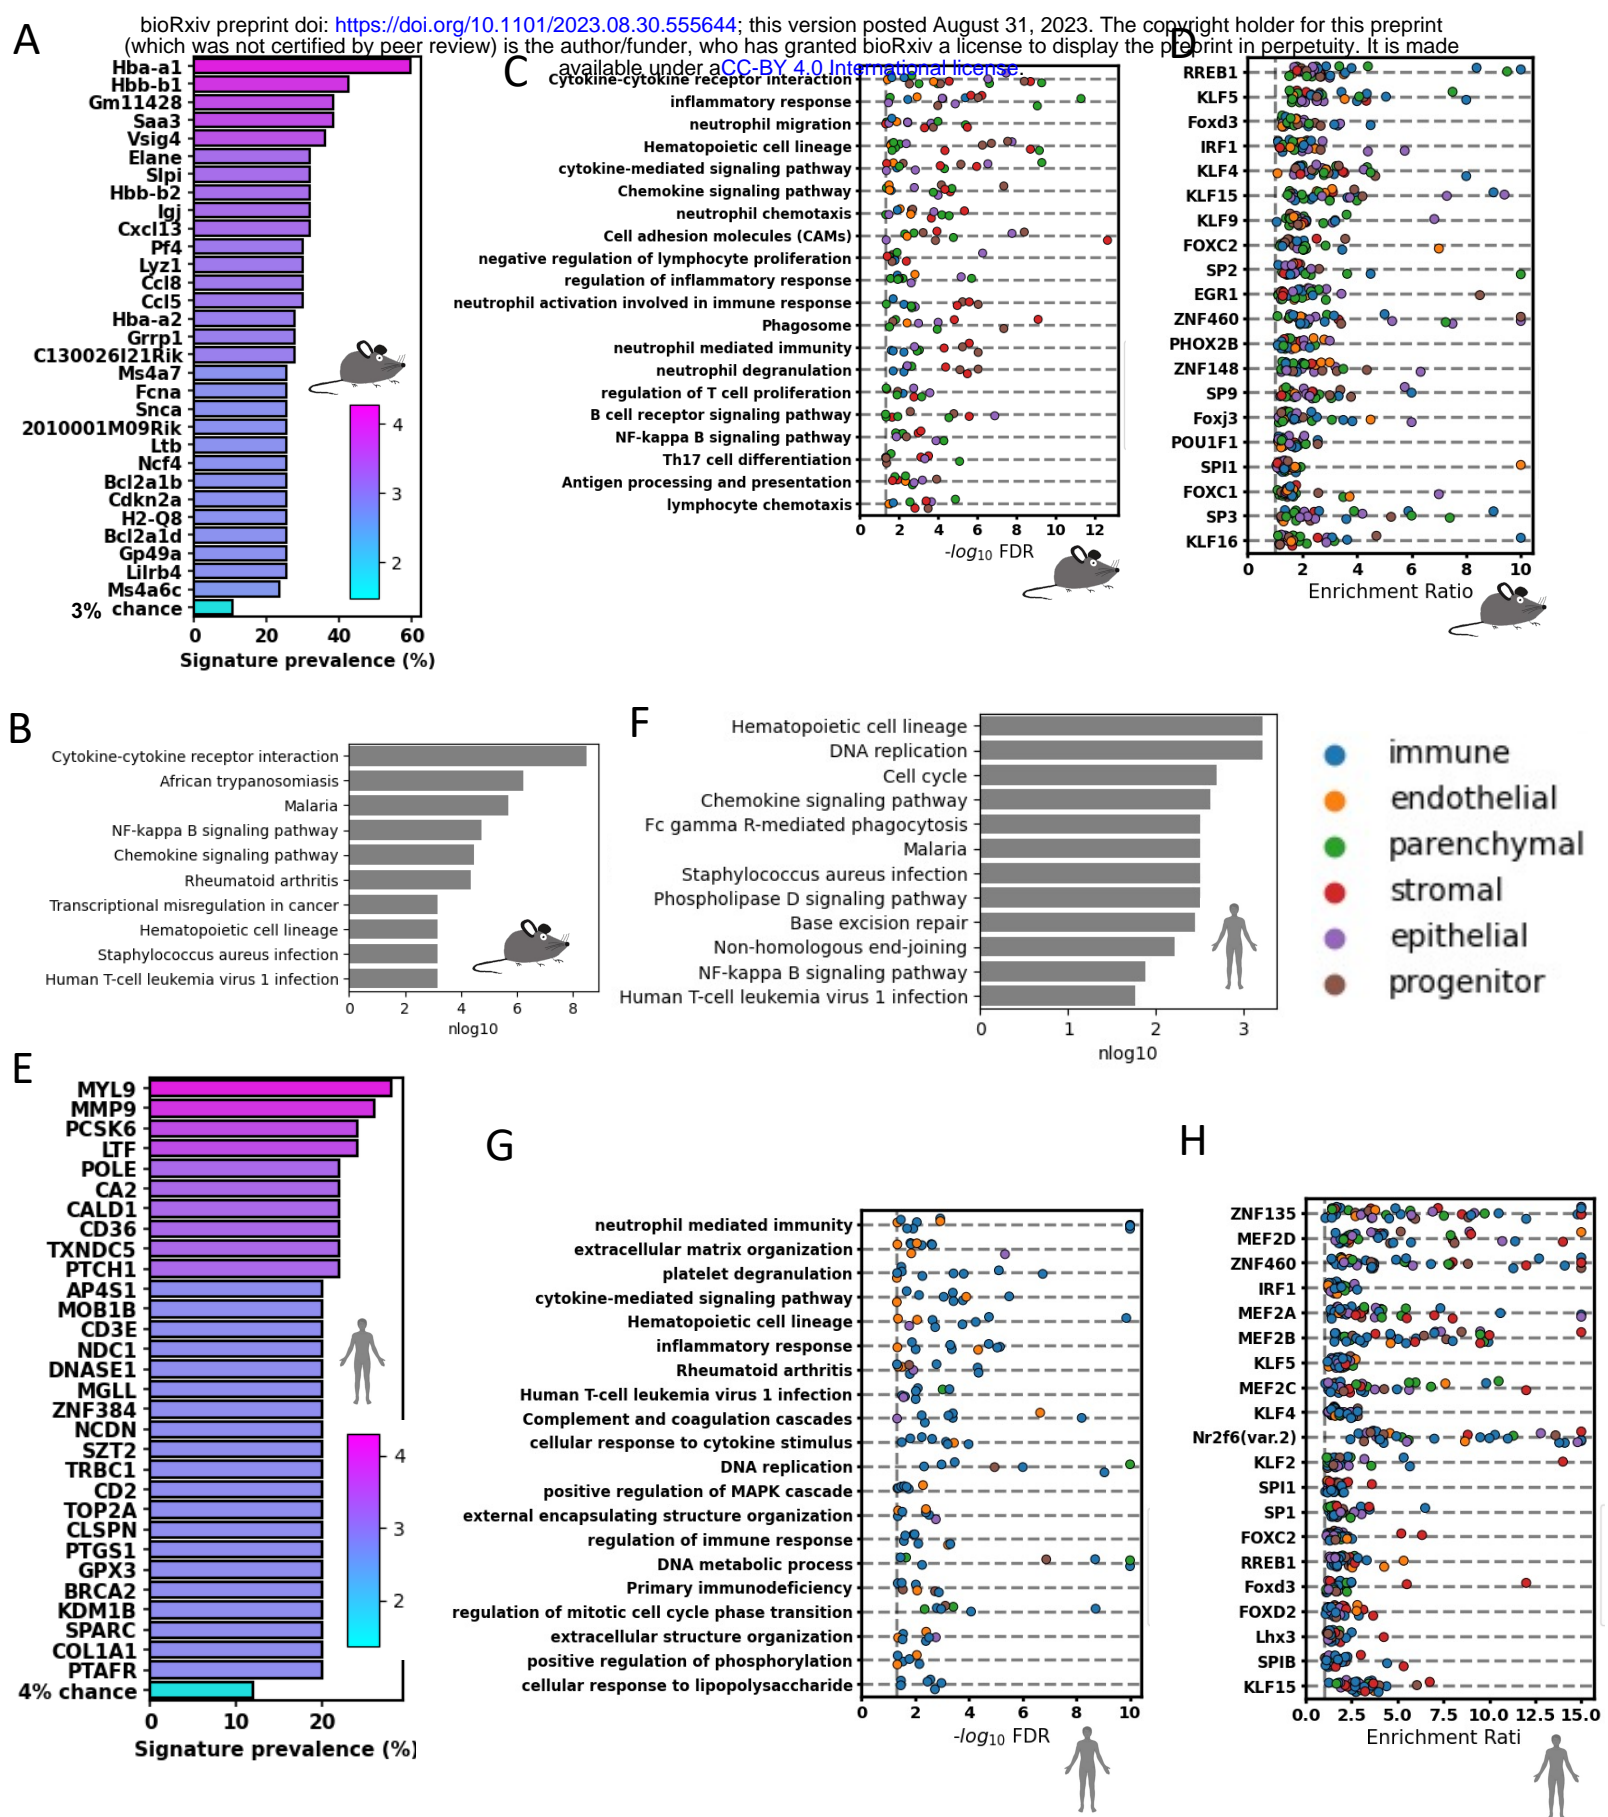 bioRxiv preprint doi: https://doi.org/10.1101/2023.08.30.555644; this version posted August 31, 2023. The copyright holder for this preprint
(which was not certified by peer review) is the author/funder, who has granted bioRxiv a license to display the preprint in perpetuity. It is made
available under aCC-BY 4.0 International license.
A
Hba-a1
Hbb-b1
Gm11428
Saa3
Vsig4
Elane
Slpi
Hbb-b2
Igj
Cxcl13
Pf4
Lyz1
Ccl8
Ccl5
Hba-a2
Grrp1
C130026I21Rik
Ms4a7
Fcna
Snca
2010001M09Rik
Ltb
Ncf4
Bcl2a1b
Cdkn2a
H2-Q8
Bcl2a1d
Gp49a
Lilrb4
Ms4a6c
3% chance
0 20 40 60
Signature prevalence (%)
4
3
2
C
Cytokine-cytokine receptor interaction
inflammatory response
neutrophil migration
Hematopoietic cell lineage
cytokine-mediated signaling pathway
Chemokine signaling pathway
neutrophil chemotaxis
Cell adhesion molecules (CAMs)
negative regulation of lymphocyte proliferation
regulation of inflammatory response
neutrophil activation involved in immune response
Phagosome
neutrophil mediated immunity
neutrophil degranulation
regulation of T cell proliferation
B cell receptor signaling pathway
NF-kappa B signaling pathway
Th17 cell differentiation
Antigen processing and presentation
lymphocyte chemotaxis
0 2 4 6 8 10 12
-log10 FDR
D
RREB1
KLF5
Foxd3
IRF1
KLF4
KLF15
KLF9
FOXC2
SP2
EGR1
ZNF460
PHOX2B
ZNF148
SP9
Foxj3
POU1F1
SPI1
FOXC1
SP3
KLF16
0 2 4 6 8 10
Enrichment Ratio
B
Cytokine-cytokine receptor interaction
African trypanosomiasis
Malaria
NF-kappa B signaling pathway
Chemokine signaling pathway
Rheumatoid arthritis
Transcriptional misregulation in cancer
Hematopoietic cell lineage
Staphylococcus aureus infection
Human T-cell leukemia virus 1 infection
0 2 4 6 8
nlog10
F
Hematopoietic cell lineage
DNA replication
Cell cycle
Chemokine signaling pathway
Fc gamma R-mediated phagocytosis
Malaria
Staphylococcus aureus infection
Phospholipase D signaling pathway
Base excision repair
Non-homologous end-joining
NF-kappa B signaling pathway
Human T-cell leukemia virus 1 infection
0 1 2 3
nlog10
immune
endothelial
parenchymal
stromal
epithelial
progenitor
E
MYL9
MMP9
PCSK6
LTF
POLE
CA2
CALD1
CD36
TXNDC5
PTCH1
AP4S1
MOB1B
CD3E
NDC1
DNASE1
MGLL
ZNF384
NCDN
SZT2
TRBC1
CD2
TOP2A
CLSPN
PTGS1
GPX3
BRCA2
KDM1B
SPARC
COL1A1
PTAFR
4% chance
0 10 20
Signature prevalence (%)
4
3
2
G
neutrophil mediated immunity
extracellular matrix organization
platelet degranulation
cytokine-mediated signaling pathway
Hematopoietic cell lineage
inflammatory response
Rheumatoid arthritis
Human T-cell leukemia virus 1 infection
Complement and coagulation cascades
cellular response to cytokine stimulus
DNA replication
positive regulation of MAPK cascade
external encapsulating structure organization
regulation of immune response
DNA metabolic process
Primary immunodeficiency
regulation of mitotic cell cycle phase transition
extracellular structure organization
positive regulation of phosphorylation
cellular response to lipopolysaccharide
0 2 4 6 8 10
-log10 FDR
H
ZNF135
MEF2D
ZNF460
IRF1
MEF2A
MEF2B
KLF5
MEF2C
KLF4
Nr2f6(var.2)
KLF2
SPI1
SP1
FOXC2
RREB1
Foxd3
FOXD2
Lhx3
SPIB
KLF15
0.0 2.5 5.0 7.5 10.0 12.5 15.0
Enrichment Rati